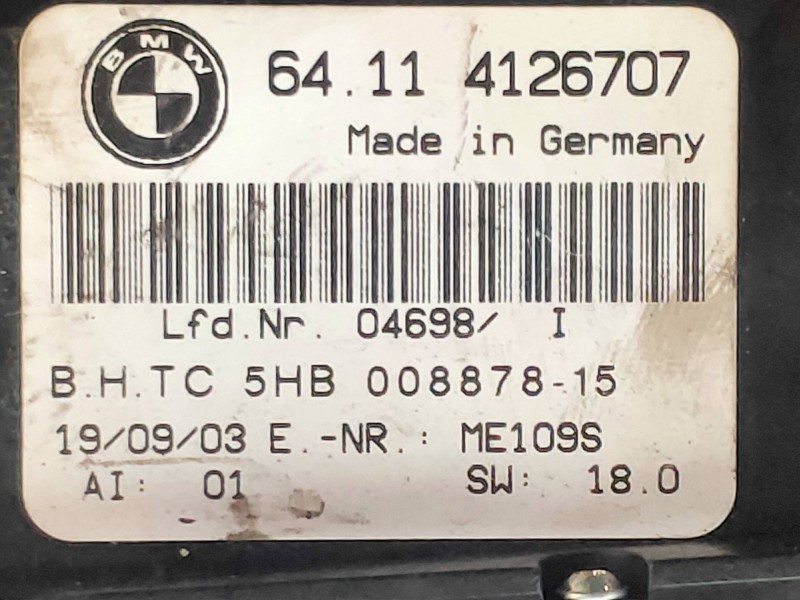 BMW
64.11 4126707
Made in Germany
Lfd.Nr. 04698/ I
B.H.TC 5HB 008878-15
19/09/03 E.-NR.: ME109S
AI: 01 SW: 18.0